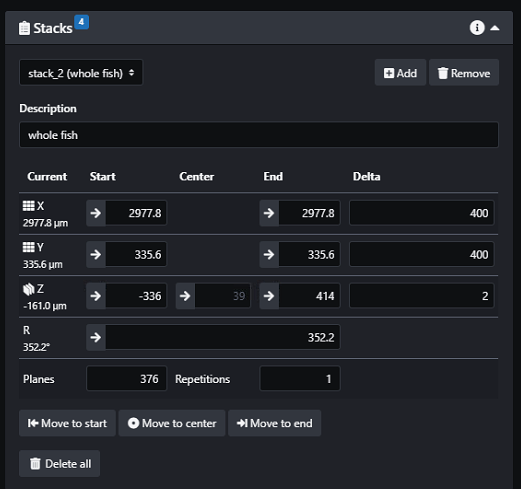 Stacks 4
stack_2 (whole fish)
Add
Remove
Description
whole fish
Current Start Center End Delta
X
2977.8 µm
2977.8 2977.8 400
Y
335.6 µm
335.6 335.6 400
Z
-161.0 µm
-336 39 414 2
R
352.2°
352.2
Planes 376 Repetitions 1
Move to start Move to center Move to end
Delete all